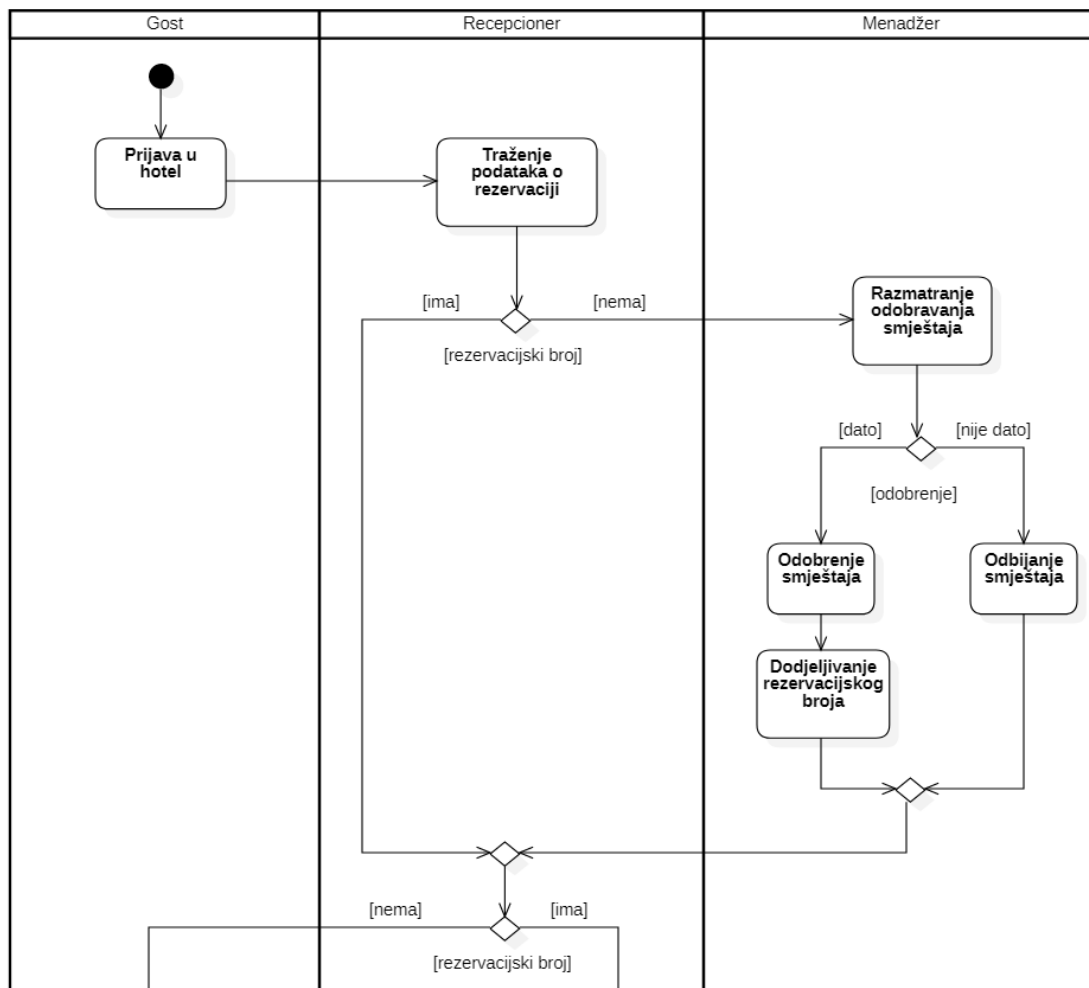 Gost
Recepcioner
Menadžer
Prijava u
hotel
Traženje
podataka o
rezervaciji
[ima]
[nema]
[rezervacijski broj]
Razmatranje
odobravanja
smještaja
[dato]
[nije dato]
[odobrenje]
Odobrenje
smještaja
Odbijanje
smještaja
Dodjeljivanje
rezervacijskog
broja
[nema]
[ima]
[rezervacijski broj]